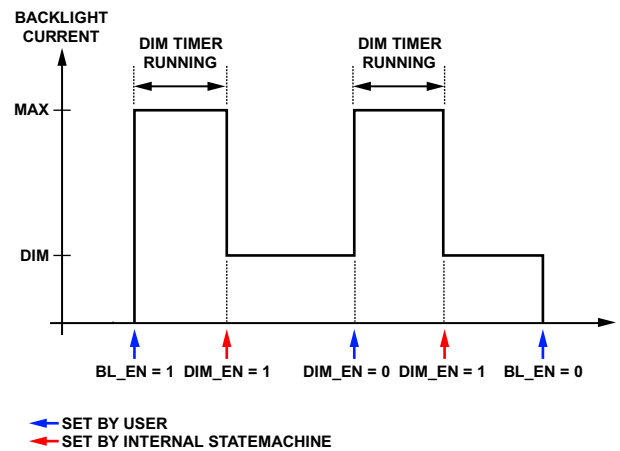 BACKLIGHT
CURRENT
DIM TIMER
RUNNING
DIM TIMER
RUNNING
MAX
DIM
BL_EN = 1 DIM_EN = 1 DIM_EN = 0 DIM_EN = 1 BL_EN = 0
SET BY USER
SET BY INTERNAL STATEMACHINE